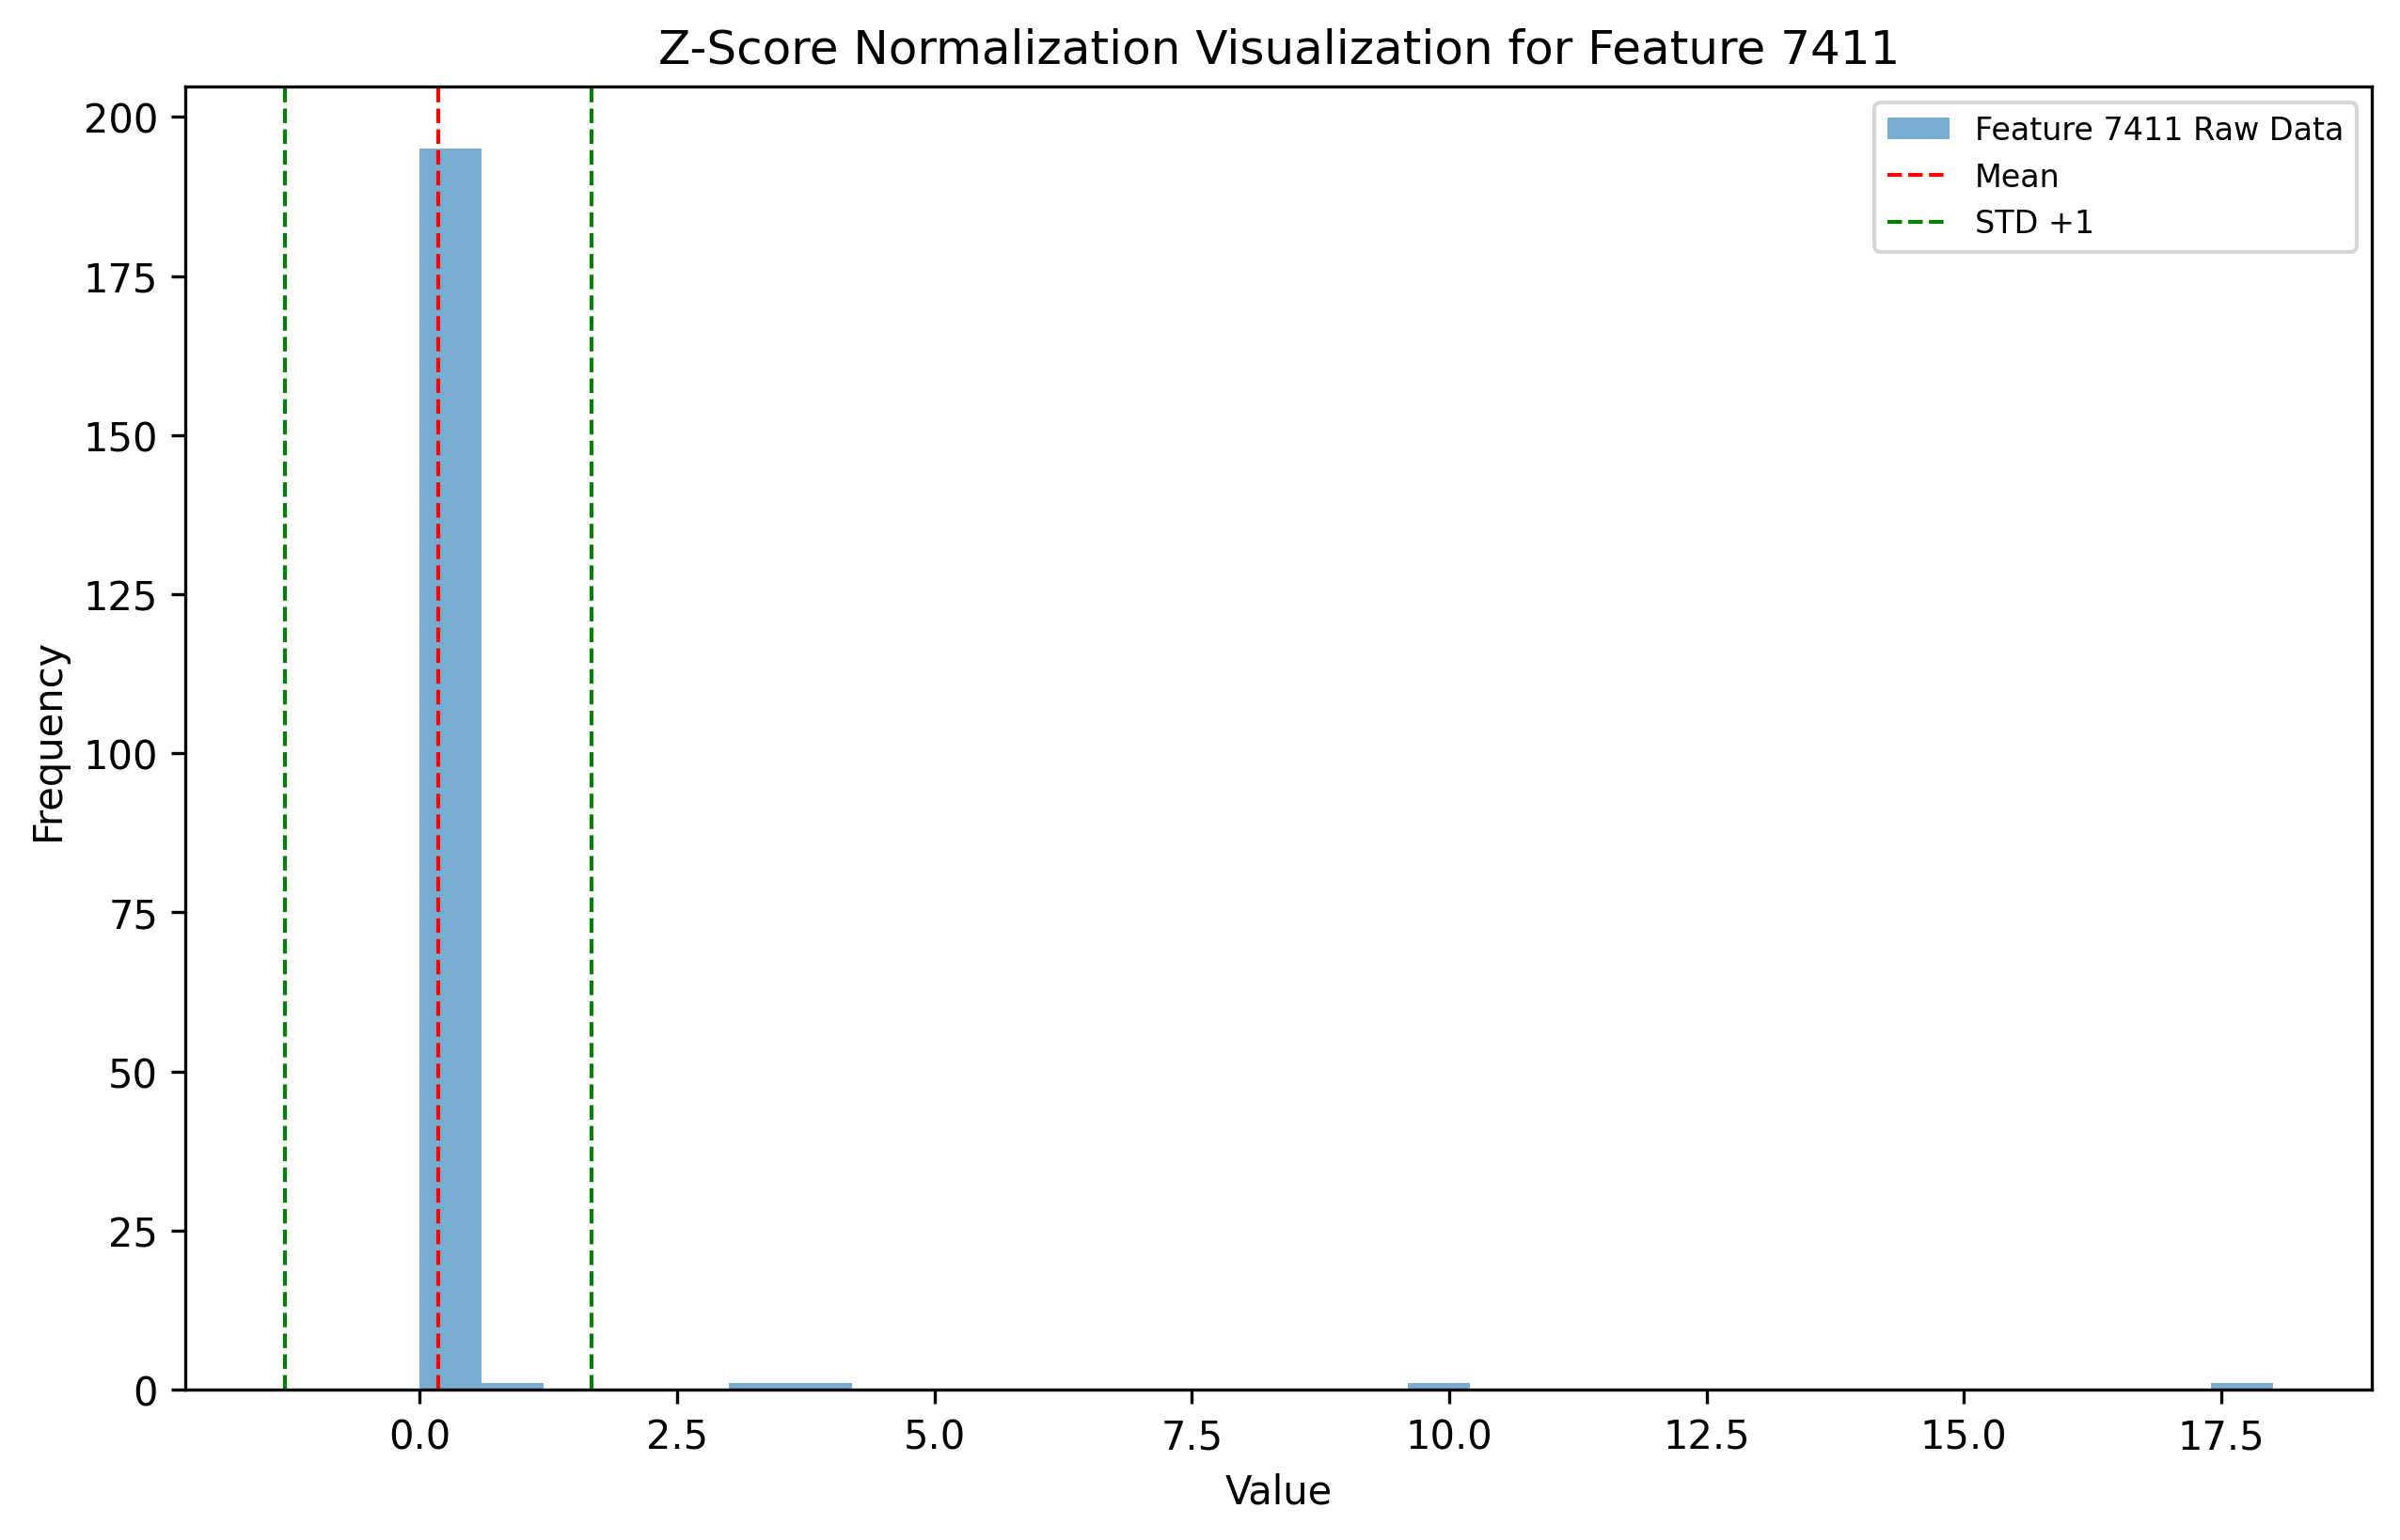 Z-Score Normalization Visualization for Feature 7411
Feature 7411 Raw Data
Mean
STD +1
200
175
150
125
100
75
50
25
0
Frequency
0.0 2.5 5.0 7.5 10.0 12.5 15.0 17.5
Value